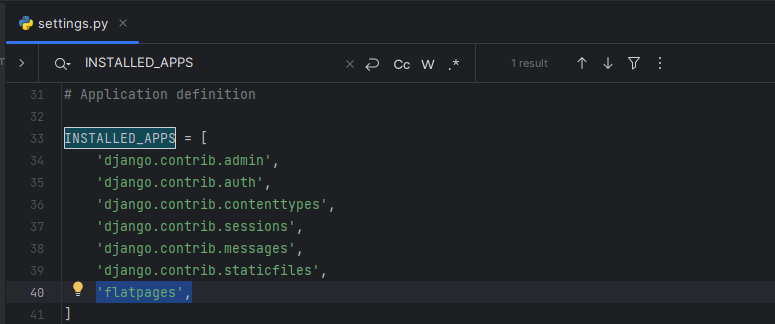 settings.py ×
INSTALLED_APPS × Cc W .* 1 result
31 # Application definition
32
33 INSTALLED_APPS = [
34 'django.contrib.admin',
35 'django.contrib.auth',
36 'django.contrib.contenttypes',
37 'django.contrib.sessions',
38 'django.contrib.messages',
39 'django.contrib.staticfiles',
40 'flatpages',
41 ]